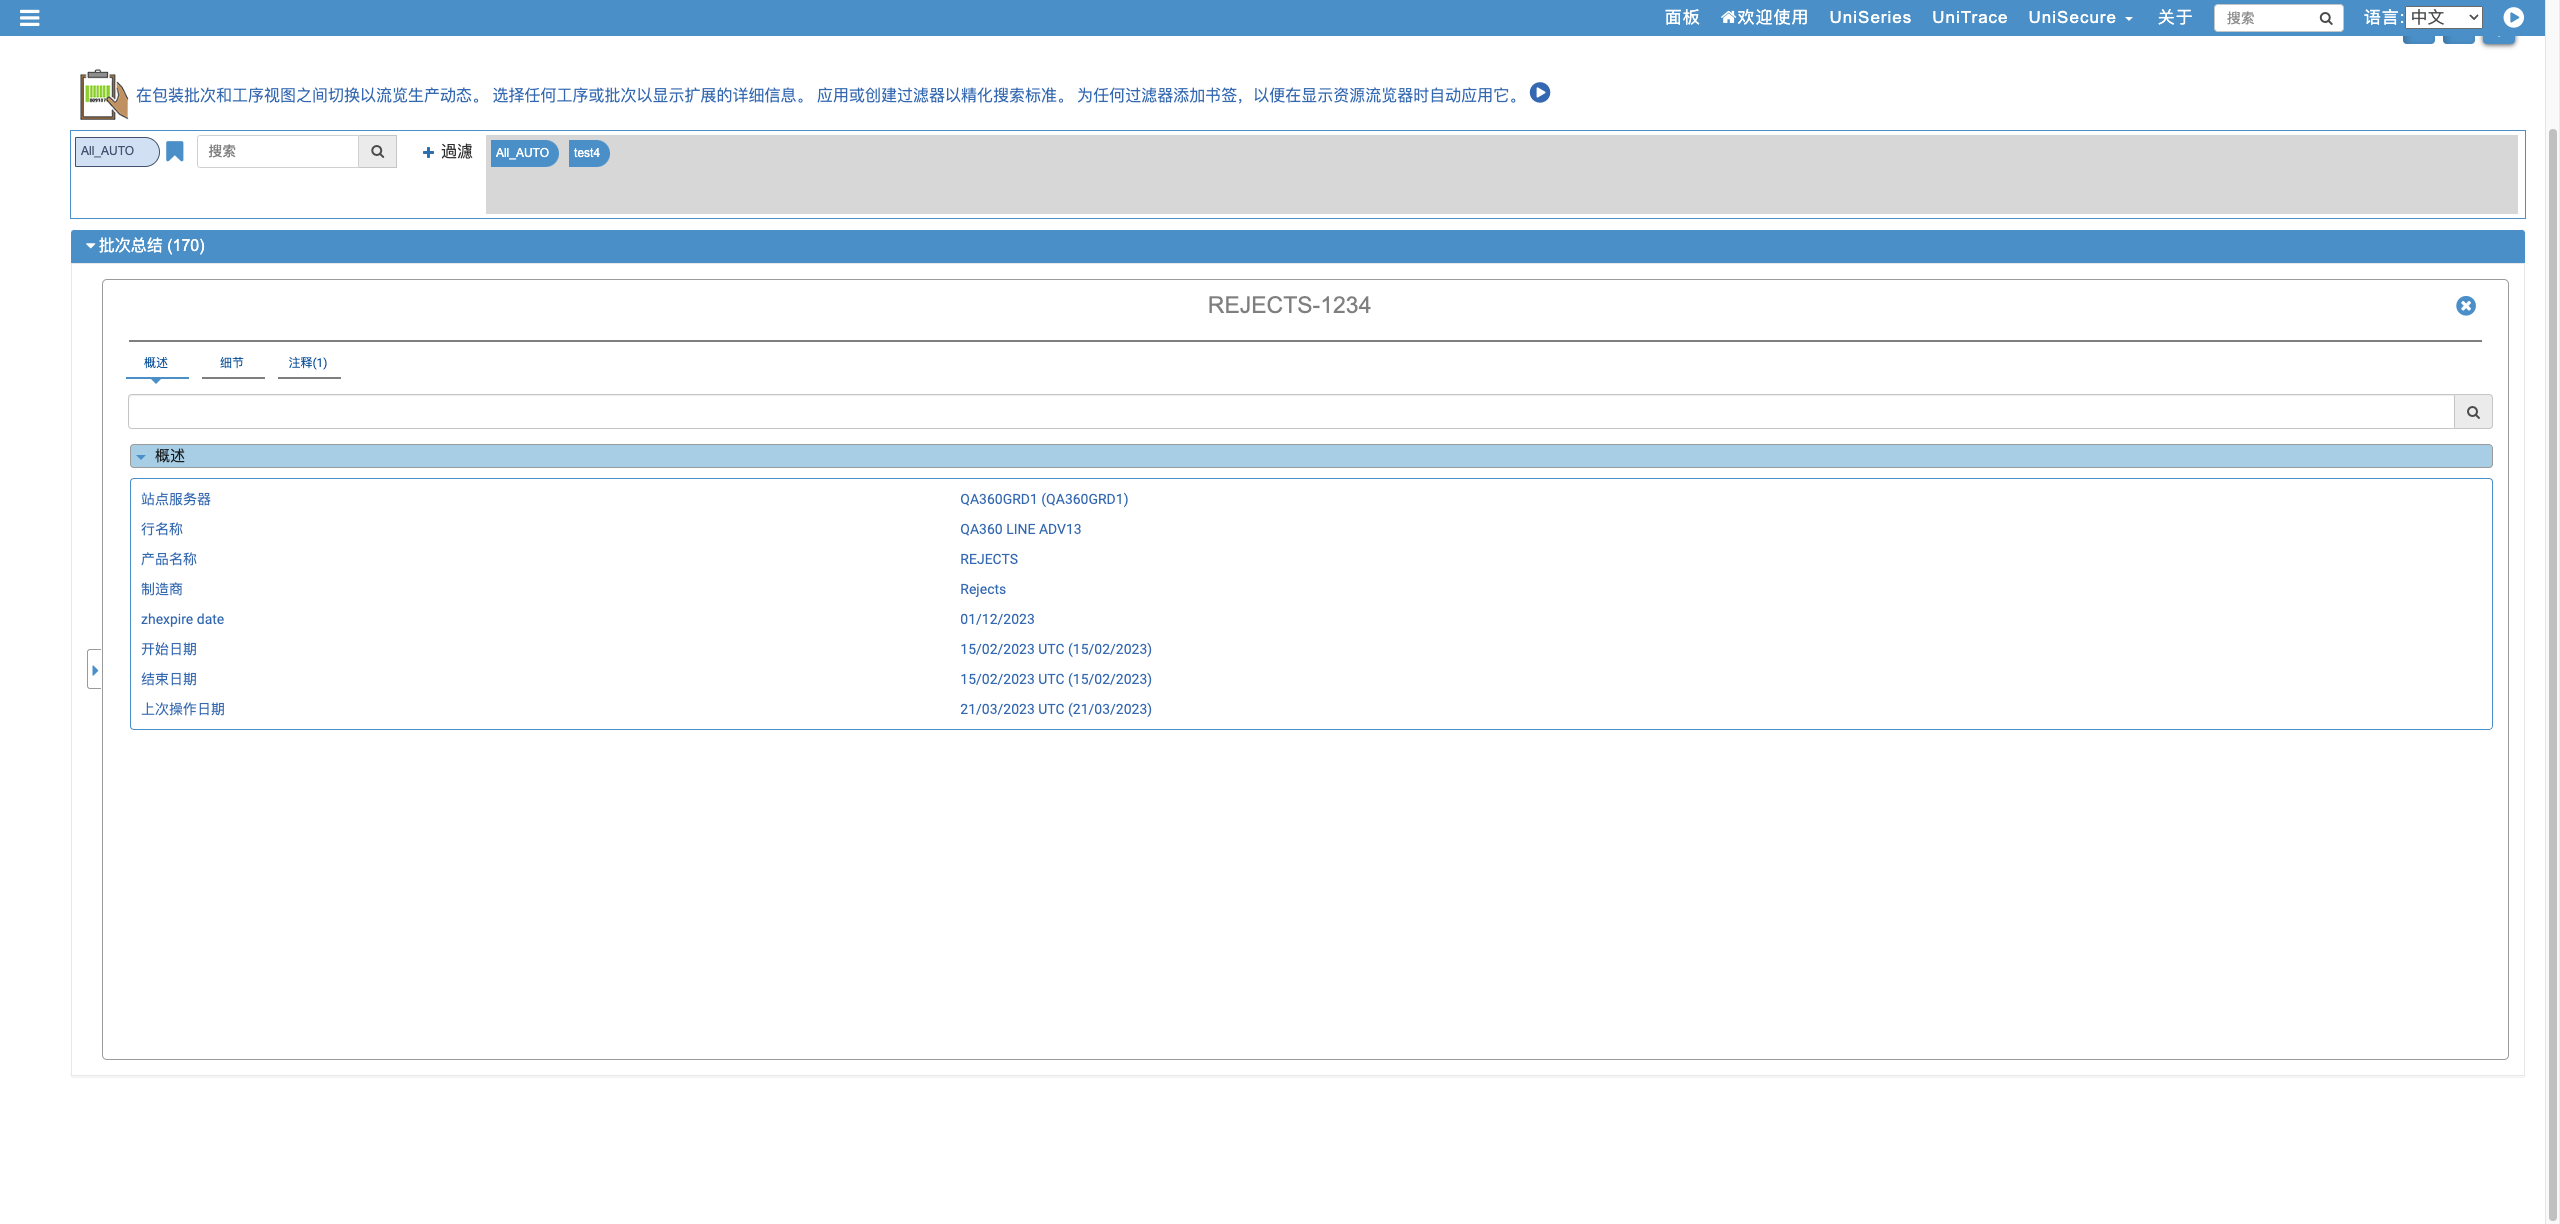 面板 欢迎使用 UniSeries UniTrace UniSecure 关于 搜索 语言: 中文
在包装批次和工序视图之间切换以流览生产动态。 选择任何工序或批次以显示扩展的详细信息。 应用或创建过滤器以精化搜索标准。 为任何过滤器添加书签，以便在显示资源流览器时自动应用它。
All_AUTO 搜索 + 過濾 All_AUTO test4
批次总结 (170)
REJECTS-1234
概述 细节 注释(1)
概述
站点服务器 QA360GRD1 (QA360GRD1)
行名称 QA360 LINE ADV13
产品名称 REJECTS
制造商 Rejects
zhexpire date 01/12/2023
开始日期 15/02/2023 UTC (15/02/2023)
结束日期 15/02/2023 UTC (15/02/2023)
上次操作日期 21/03/2023 UTC (21/03/2023)